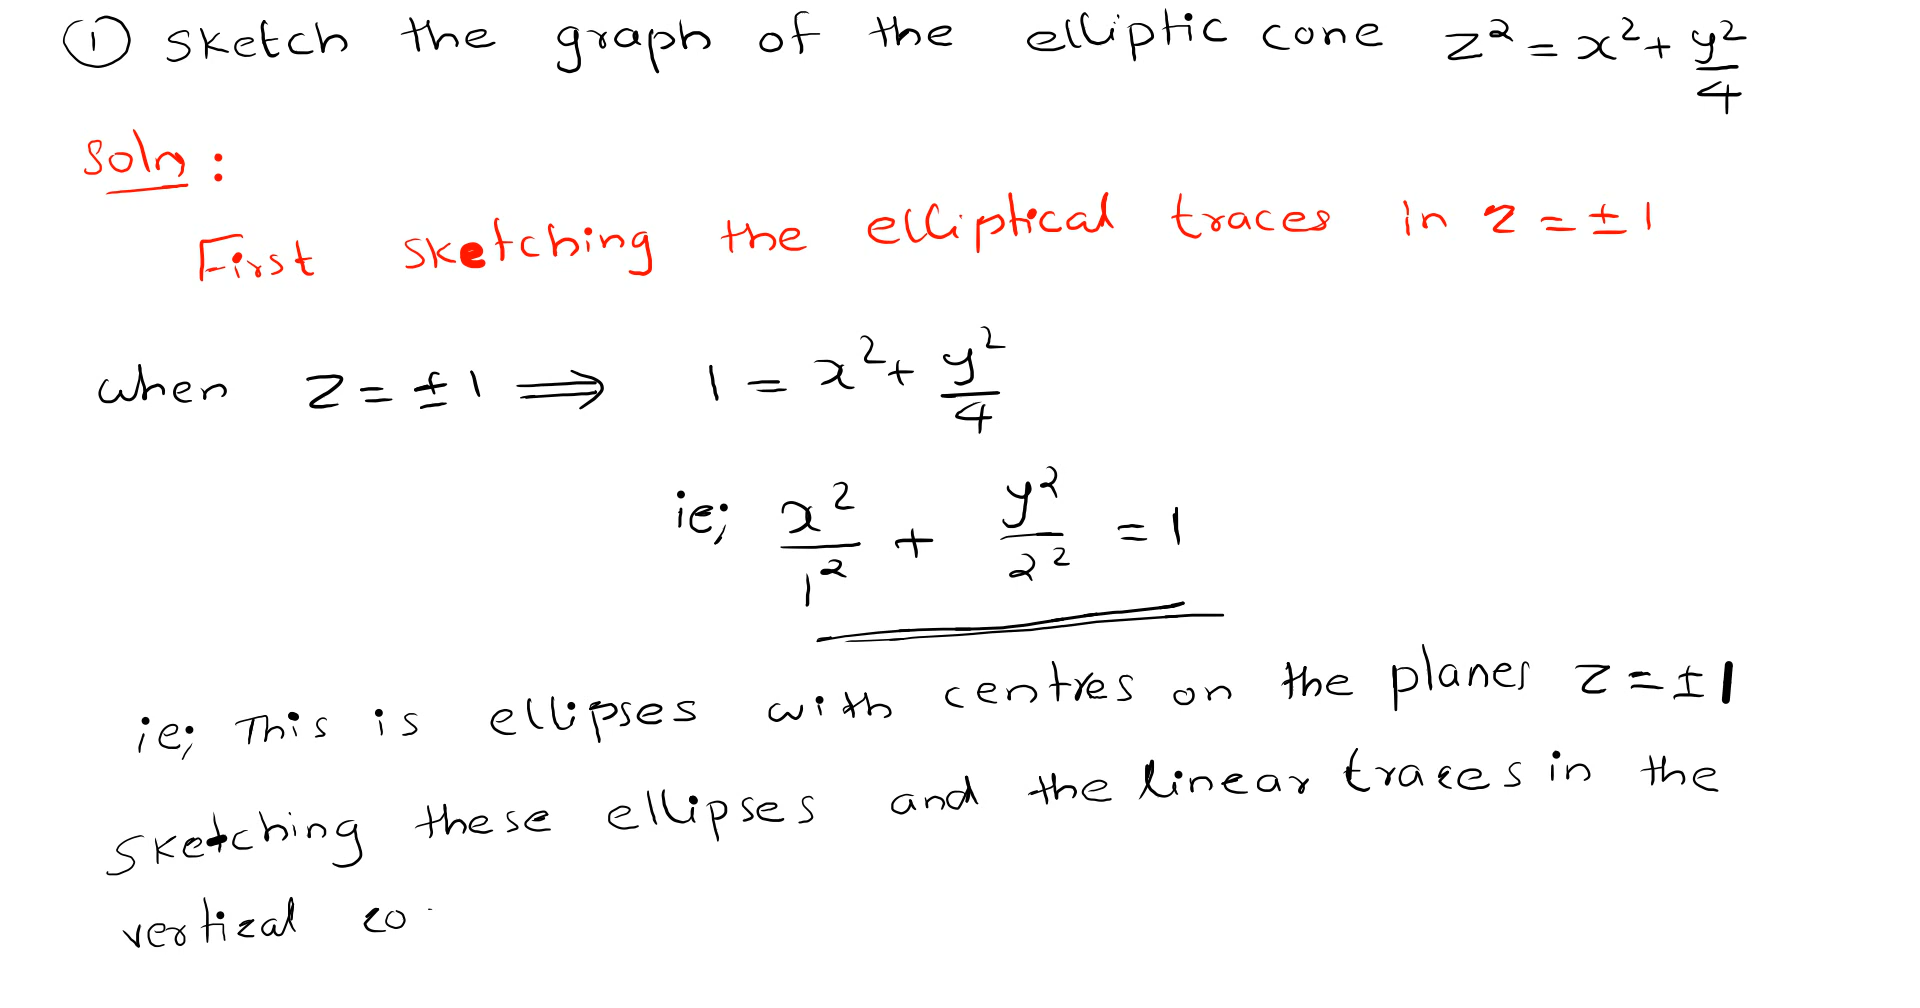 ① Sketch the graph of the elliptic cone z² = x² + y²/4
Soln :
First sketching the elliptical traces in z = ± 1
when z = ± 1 ⟹ 1 = x² + y²/4
ie; x²/1² + y²/2² = 1
ie; This is ellipses with centres on the planes z = ± 1
Sketching these ellipses and the linear traces in the
vertical co